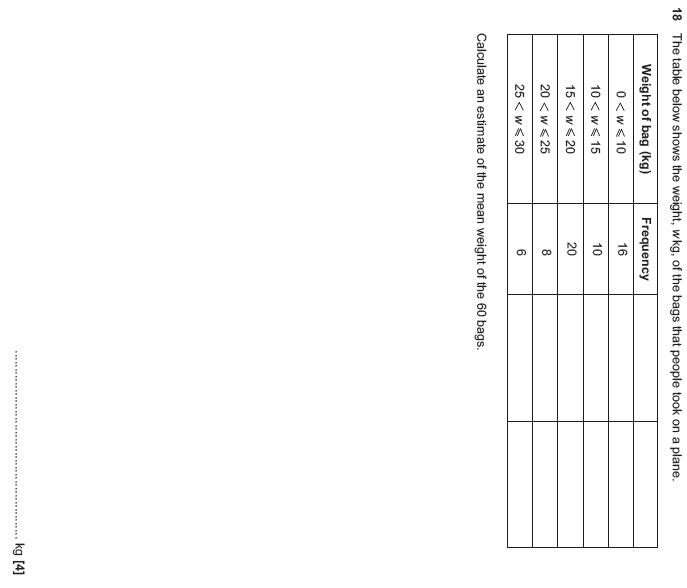 18 The table below shows the weight, w kg, of the bags that people took on a plane.
Weight of bag (kg) Frequency
0 < w ⩽ 10 16
10 < w ⩽ 15 10
15 < w ⩽ 20 20
20 < w ⩽ 25 8
25 < w ⩽ 30 6
Calculate an estimate of the mean weight of the 60 bags.
.......................................................... kg [4]